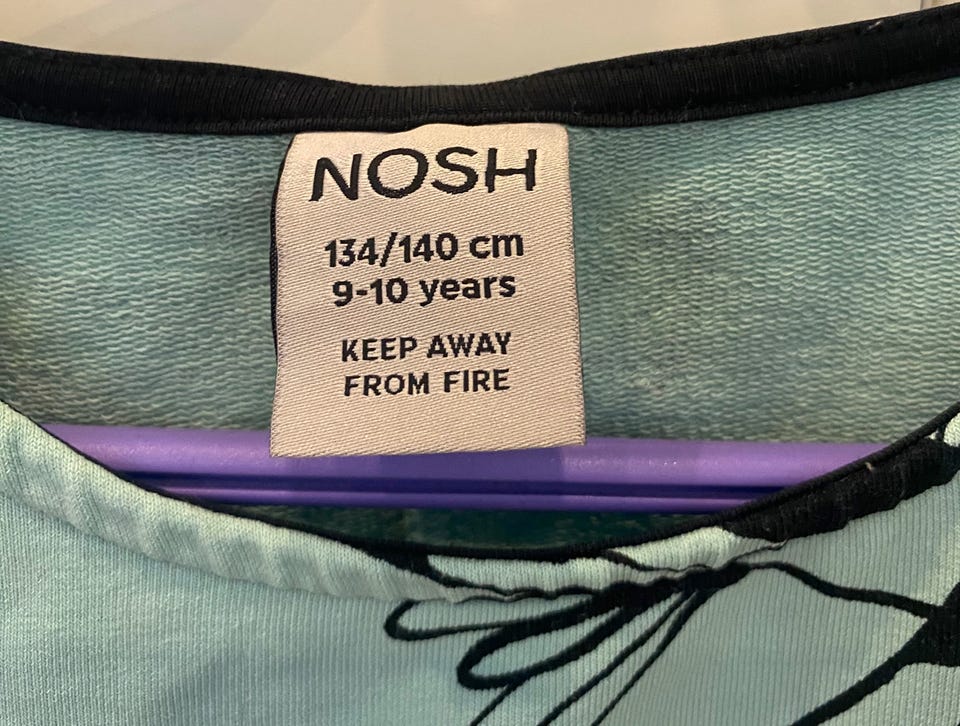 NOSH
134/140 cm
9-10 years
KEEP AWAY
FROM FIRE